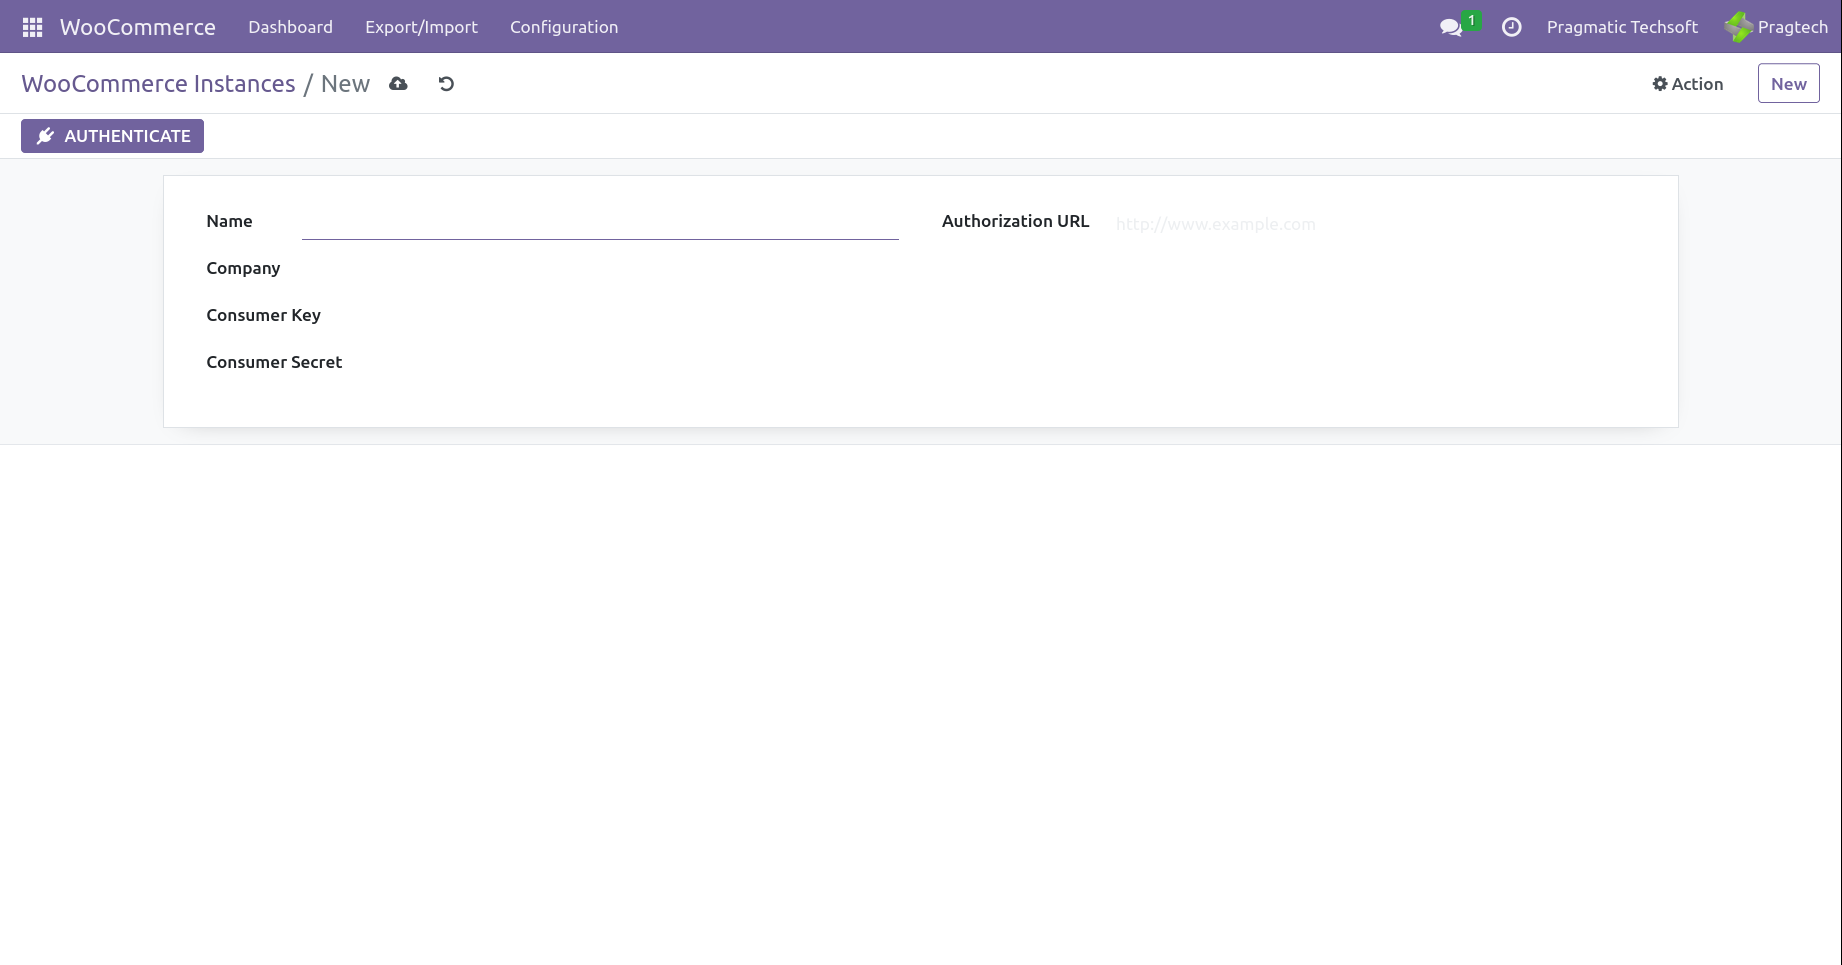 WooCommerce Dashboard Export/Import Configuration 1 Pragmatic Techsoft Pragtech
WooCommerce Instances / New Action New
AUTHENTICATE
Name Authorization URL http://www.example.com
Company
Consumer Key
Consumer Secret